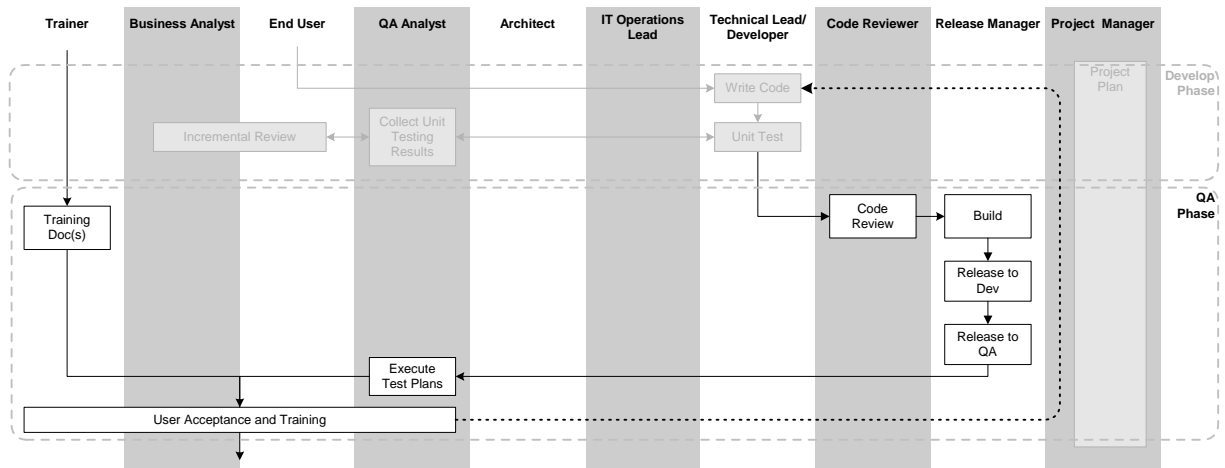 Trainer
Business Analyst
End User
QA Analyst
Architect
IT Operations
Lead
Technical Lead/
Developer
Code Reviewer
Release Manager
Project Manager
Develop
Phase
Project
Plan
Write Code
Incremental Review
Collect Unit
Testing
Results
Unit Test
QA
Phase
Training
Doc(s)
Code
Review
Build
Release to
Dev
Release to
QA
Execute
Test Plans
User Acceptance and Training